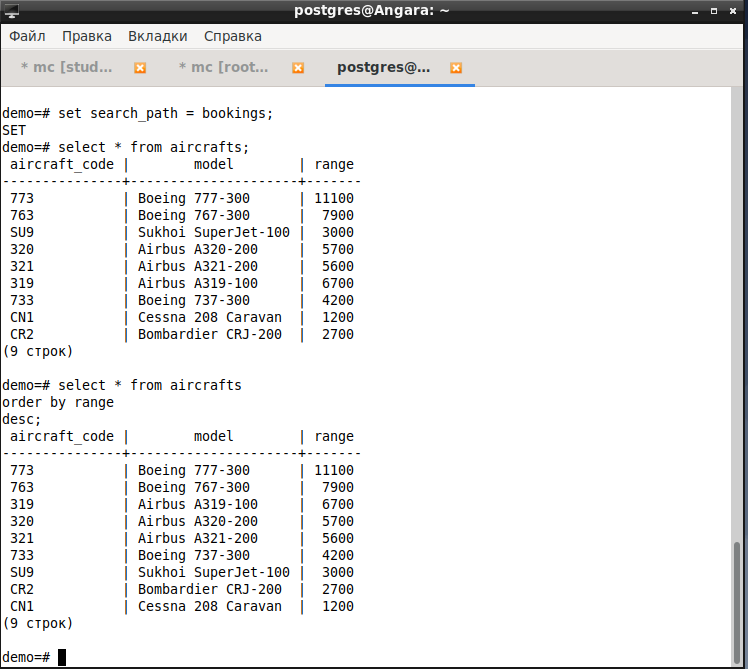 postgres@Angara: ~
Файл Правка Вкладки Справка
* mc [stud... * mc [root... postgres@...
demo=# set search_path = bookings;
SET
demo=# select * from aircrafts;
 aircraft_code |        model        | range
---------------+---------------------+-------
 773           | Boeing 777-300      | 11100
 763           | Boeing 767-300      |  7900
 SU9           | Sukhoi SuperJet-100 |  3000
 320           | Airbus A320-200     |  5700
 321           | Airbus A321-200     |  5600
 319           | Airbus A319-100     |  6700
 733           | Boeing 737-300      |  4200
 CN1           | Cessna 208 Caravan  |  1200
 CR2           | Bombardier CRJ-200  |  2700
(9 строк)
demo=# select * from aircrafts
order by range
desc;
 aircraft_code |        model        | range
---------------+---------------------+-------
 773           | Boeing 777-300      | 11100
 763           | Boeing 767-300      |  7900
 319           | Airbus A319-100     |  6700
 320           | Airbus A320-200     |  5700
 321           | Airbus A321-200     |  5600
 733           | Boeing 737-300      |  4200
 SU9           | Sukhoi SuperJet-100 |  3000
 CR2           | Bombardier CRJ-200  |  2700
 CN1           | Cessna 208 Caravan  |  1200
(9 строк)
demo=#